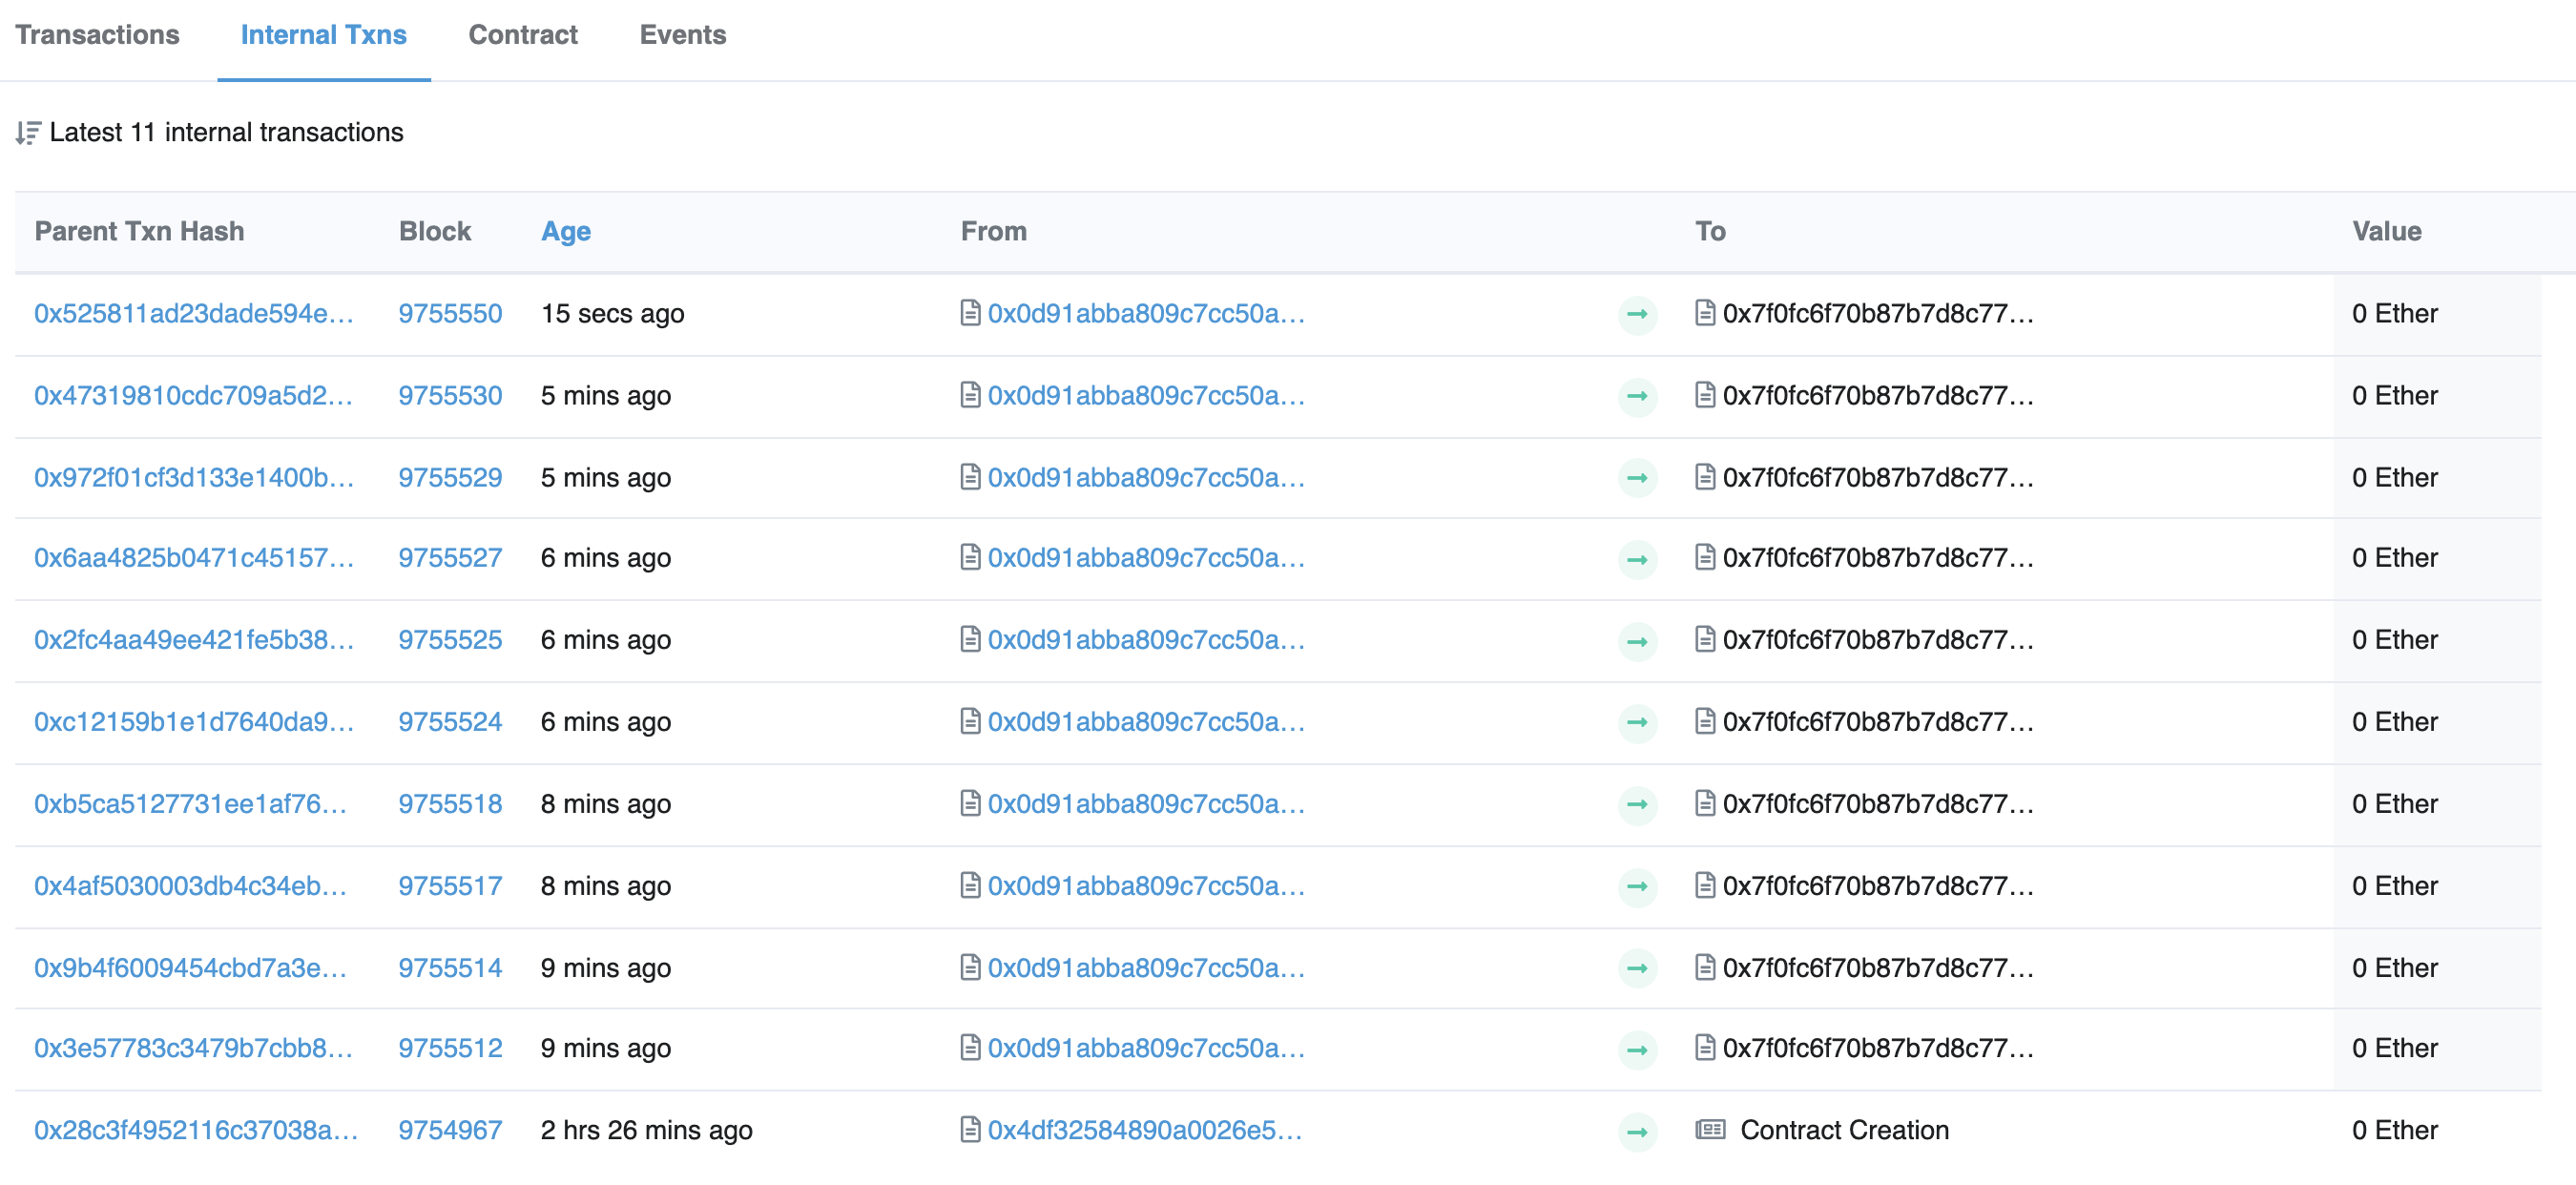 Transactions Internal Txns Contract Events
Latest 11 internal transactions
Parent Txn Hash Block Age From To Value
0x525811ad23dade594e... 9755550 15 secs ago 0x0d91abba809c7cc50a... 0x7f0fc6f70b87b7d8c77... 0 Ether
0x47319810cdc709a5d2... 9755530 5 mins ago 0x0d91abba809c7cc50a... 0x7f0fc6f70b87b7d8c77... 0 Ether
0x972f01cf3d133e1400b... 9755529 5 mins ago 0x0d91abba809c7cc50a... 0x7f0fc6f70b87b7d8c77... 0 Ether
0x6aa4825b0471c45157... 9755527 6 mins ago 0x0d91abba809c7cc50a... 0x7f0fc6f70b87b7d8c77... 0 Ether
0x2fc4aa49ee421fe5b38... 9755525 6 mins ago 0x0d91abba809c7cc50a... 0x7f0fc6f70b87b7d8c77... 0 Ether
0xc12159b1e1d7640da9... 9755524 6 mins ago 0x0d91abba809c7cc50a... 0x7f0fc6f70b87b7d8c77... 0 Ether
0xb5ca5127731ee1af76... 9755518 8 mins ago 0x0d91abba809c7cc50a... 0x7f0fc6f70b87b7d8c77... 0 Ether
0x4af5030003db4c34eb... 9755517 8 mins ago 0x0d91abba809c7cc50a... 0x7f0fc6f70b87b7d8c77... 0 Ether
0x9b4f6009454cbd7a3e... 9755514 9 mins ago 0x0d91abba809c7cc50a... 0x7f0fc6f70b87b7d8c77... 0 Ether
0x3e57783c3479b7cbb8... 9755512 9 mins ago 0x0d91abba809c7cc50a... 0x7f0fc6f70b87b7d8c77... 0 Ether
0x28c3f4952116c37038a... 9754967 2 hrs 26 mins ago 0x4df32584890a0026e5... Contract Creation 0 Ether